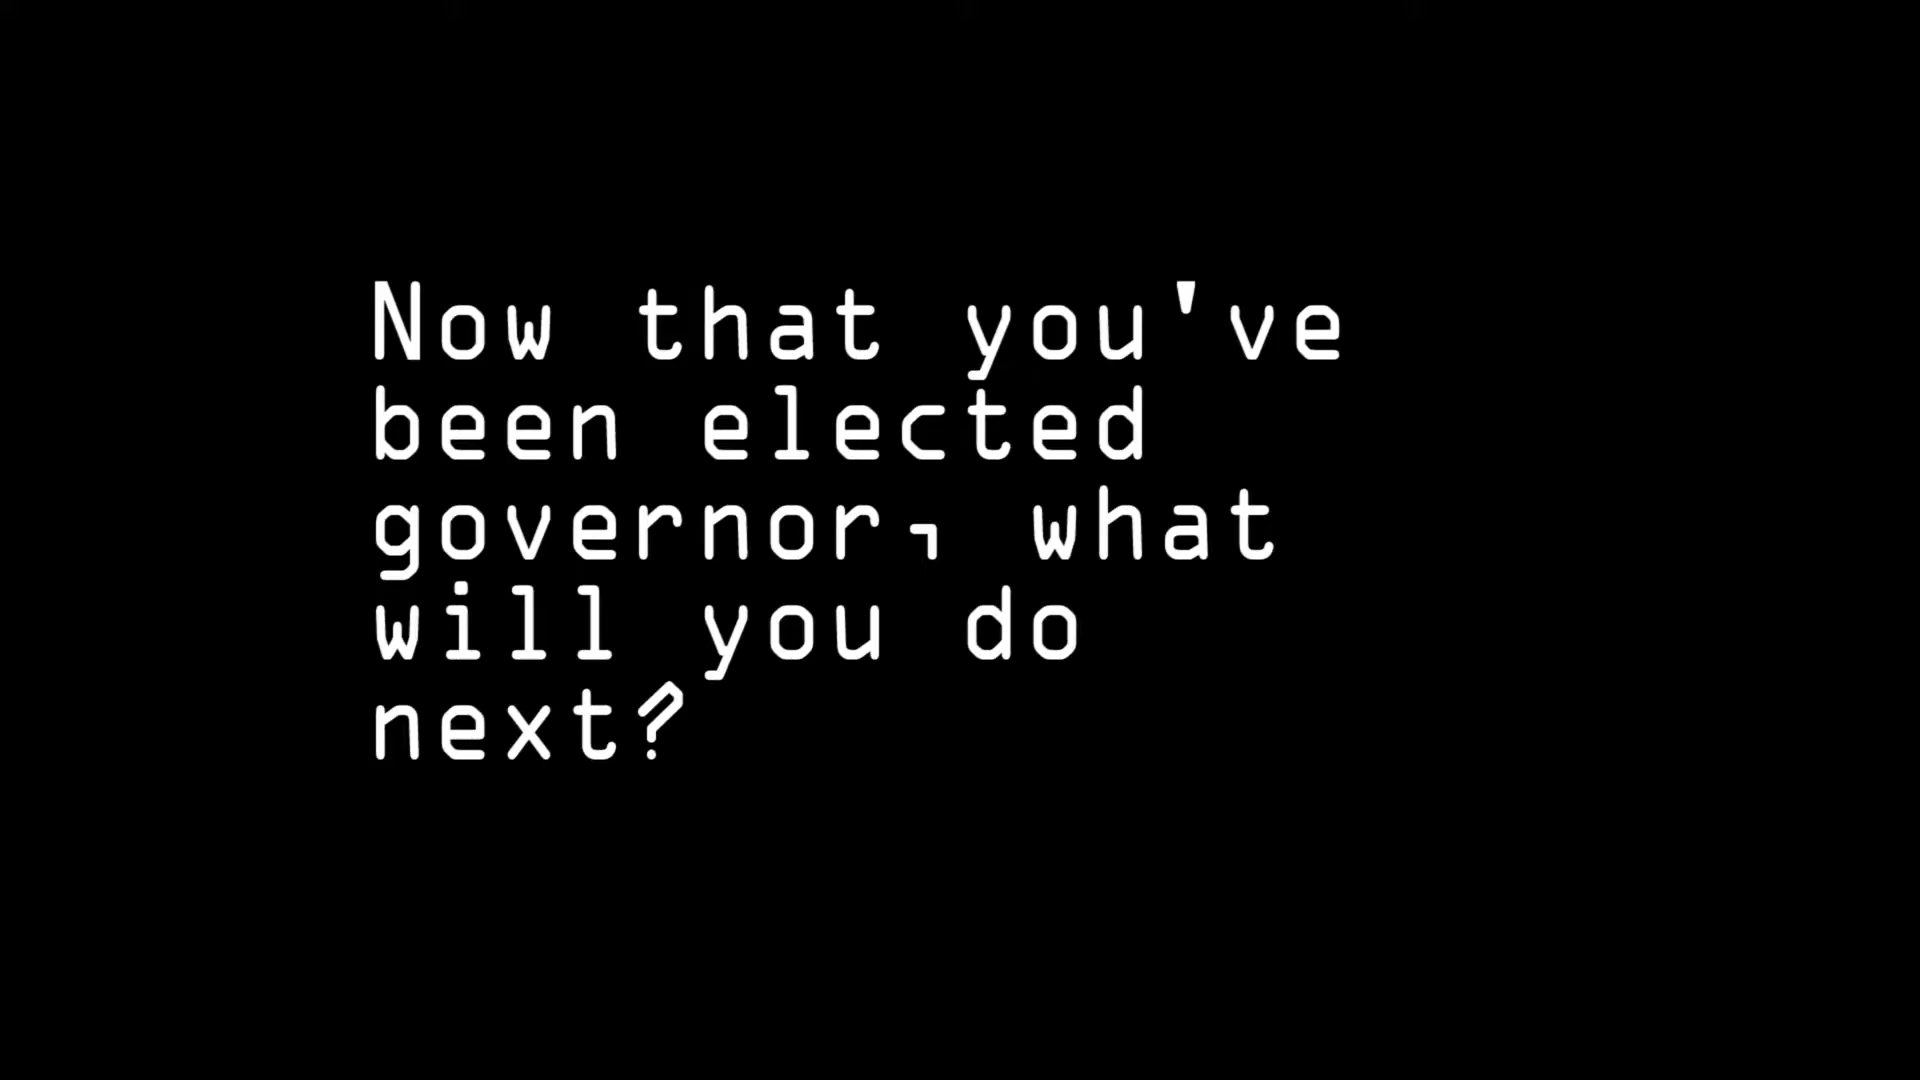 Now that you've
been elected
governor, what
will you do
next?